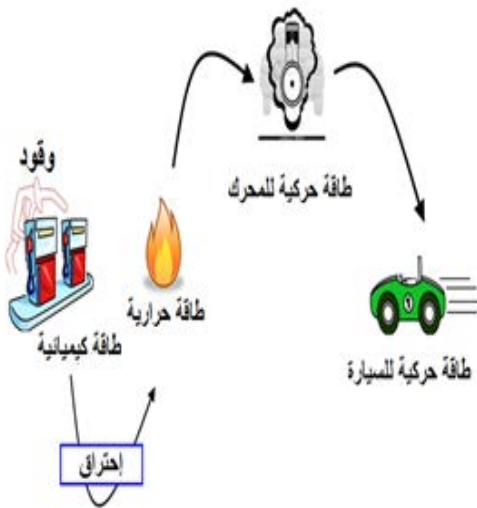 وقود
طاقة كيميائية
إحتراق
طاقة حرارية
طاقة حركية للمحرك
طاقة حركية للسيارة